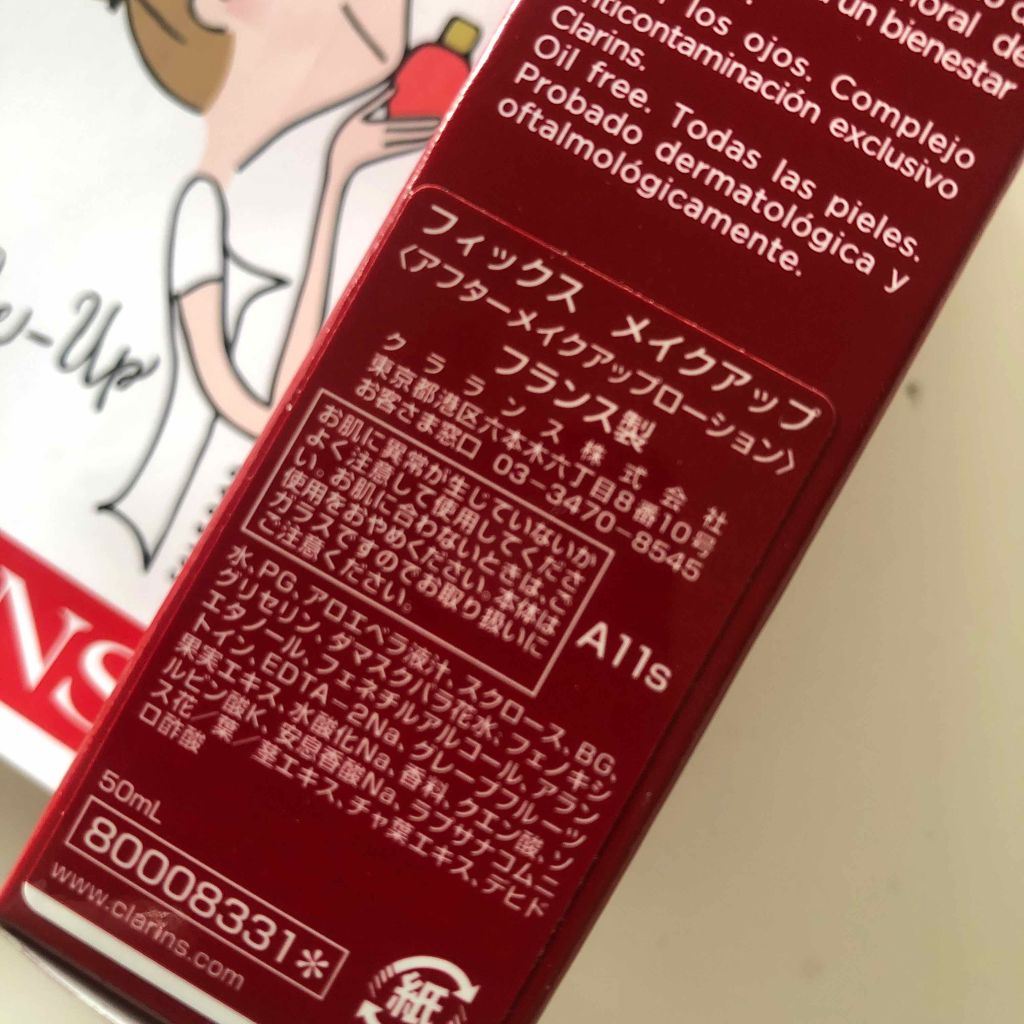 oral de
un bienestar
los ojos. Complejo
anticontaminación exclusivo
Clarins.
Oil free. Todas las pieles.
Probado dermatológica y
oftalmológicamente.
フィックス メイクアップ
〈アフターメイクアップローション〉
フランス製
クラランス株式会社
東京都港区六本木六丁目8番10号
お客さま窓口 03-3470-8545
お肌に異常が生じていないか
よく注意して使用してくださ
い。お肌に合わないときは、ご
使用をおやめください。本体は
ガラスですのでお取り扱いに
ご注意ください。
A11s
水、PG、アロエベラ液汁、スクロース、BG、
グリセリン、ダマスクバラ花水、フェノキシ
エタノール、フェネチルアルコール、アラン
トイン、EDTA-2Na、グレープフルーツ
果実エキス、水酸化Na、香料、クエン酸、ソ
ルビン酸K、安息香酸Na、ラプサナコムニ
ス花/葉/茎エキス、チャ葉エキス、デヒド
ロ酢酸
50mL
80008331*
www.clarins.com
紙
e-Up
NS